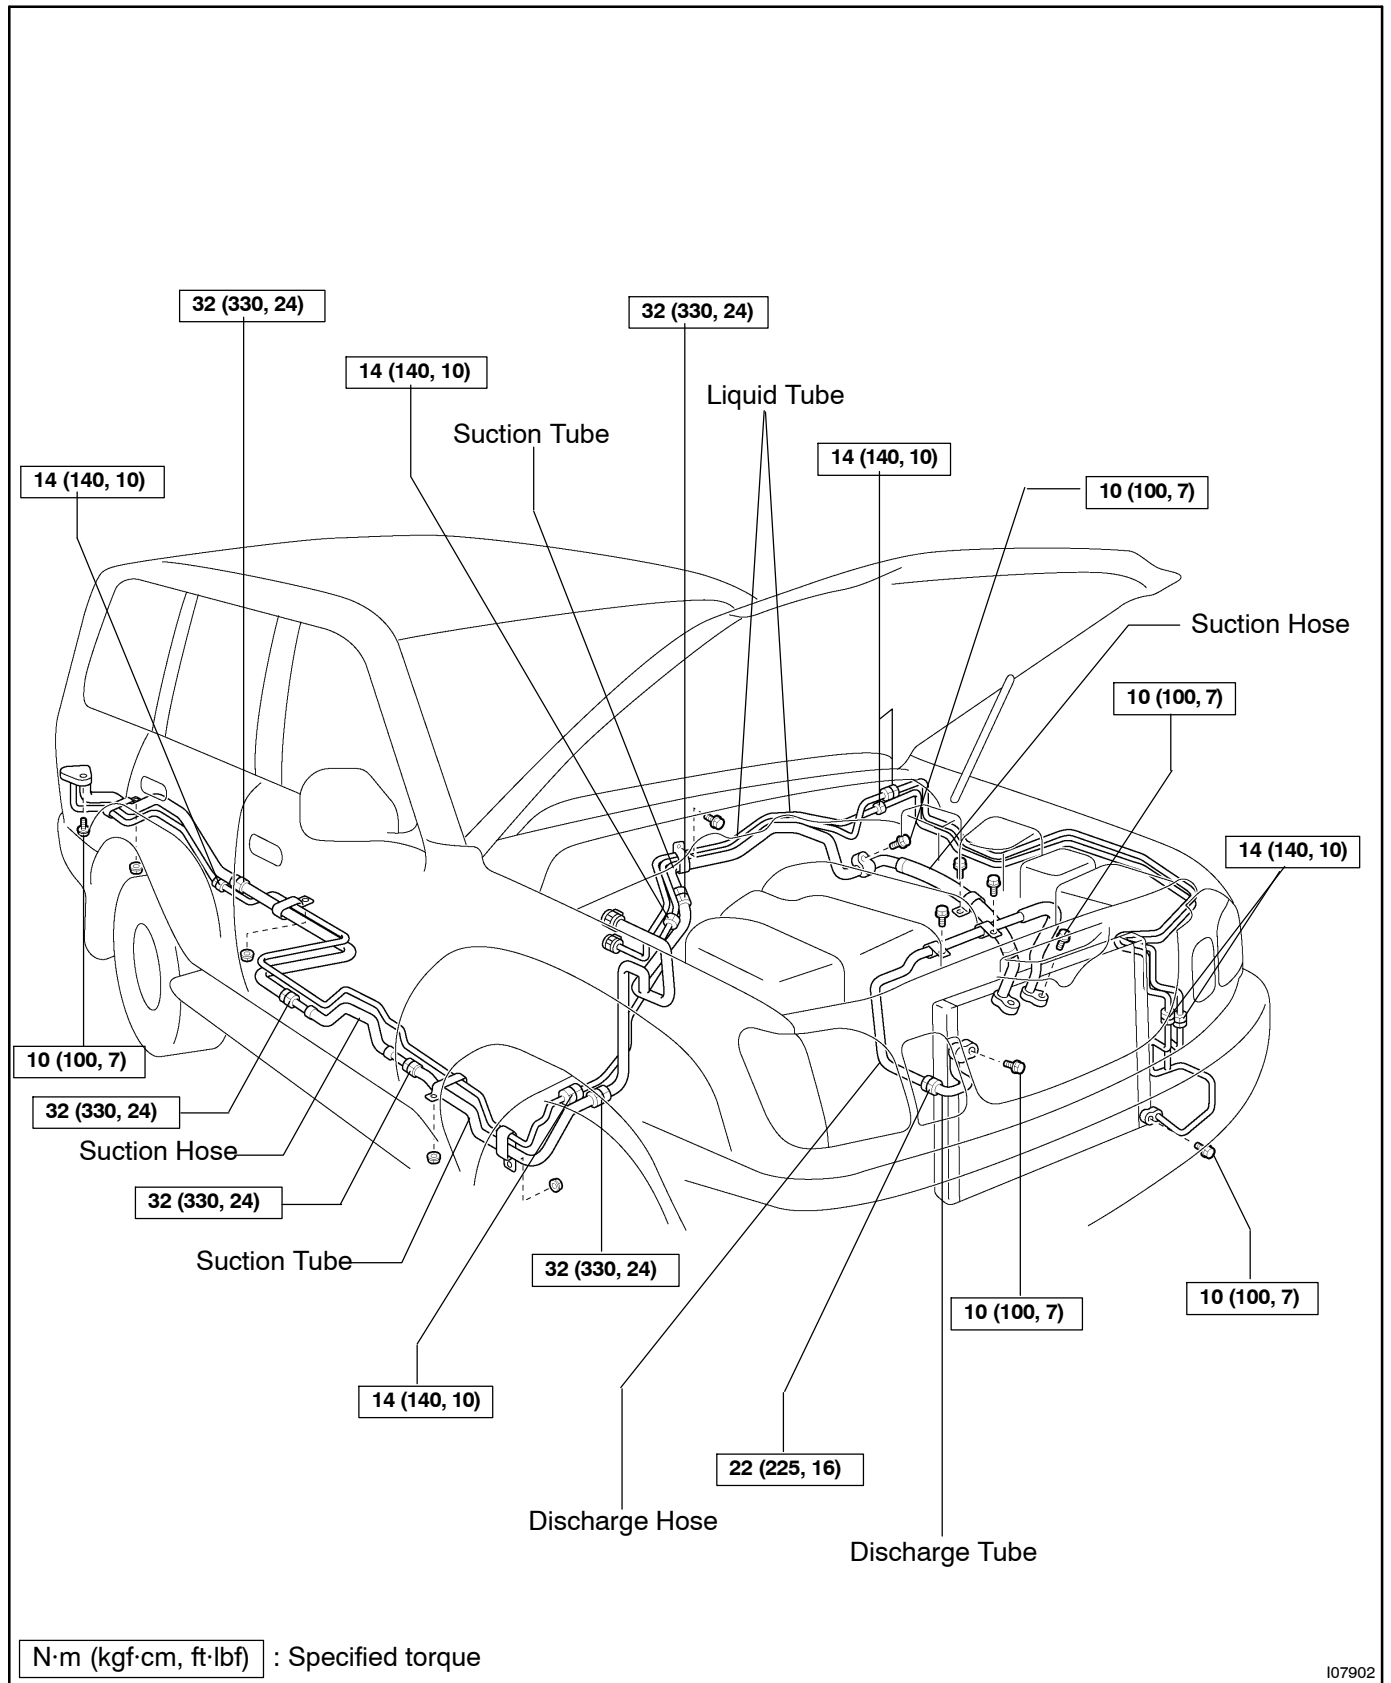 32 (330, 24)
32 (330, 24)
14 (140, 10)
Liquid Tube
Suction Tube
14 (140, 10)
14 (140, 10)
10 (100, 7)
Suction Hose
10 (100, 7)
14 (140, 10)
10 (100, 7)
32 (330, 24)
Suction Hose
32 (330, 24)
Suction Tube
32 (330, 24)
10 (100, 7)
10 (100, 7)
14 (140, 10)
22 (225, 16)
Discharge Hose
Discharge Tube
N·m (kgf·cm, ft·lbf) : Specified torque
I07902